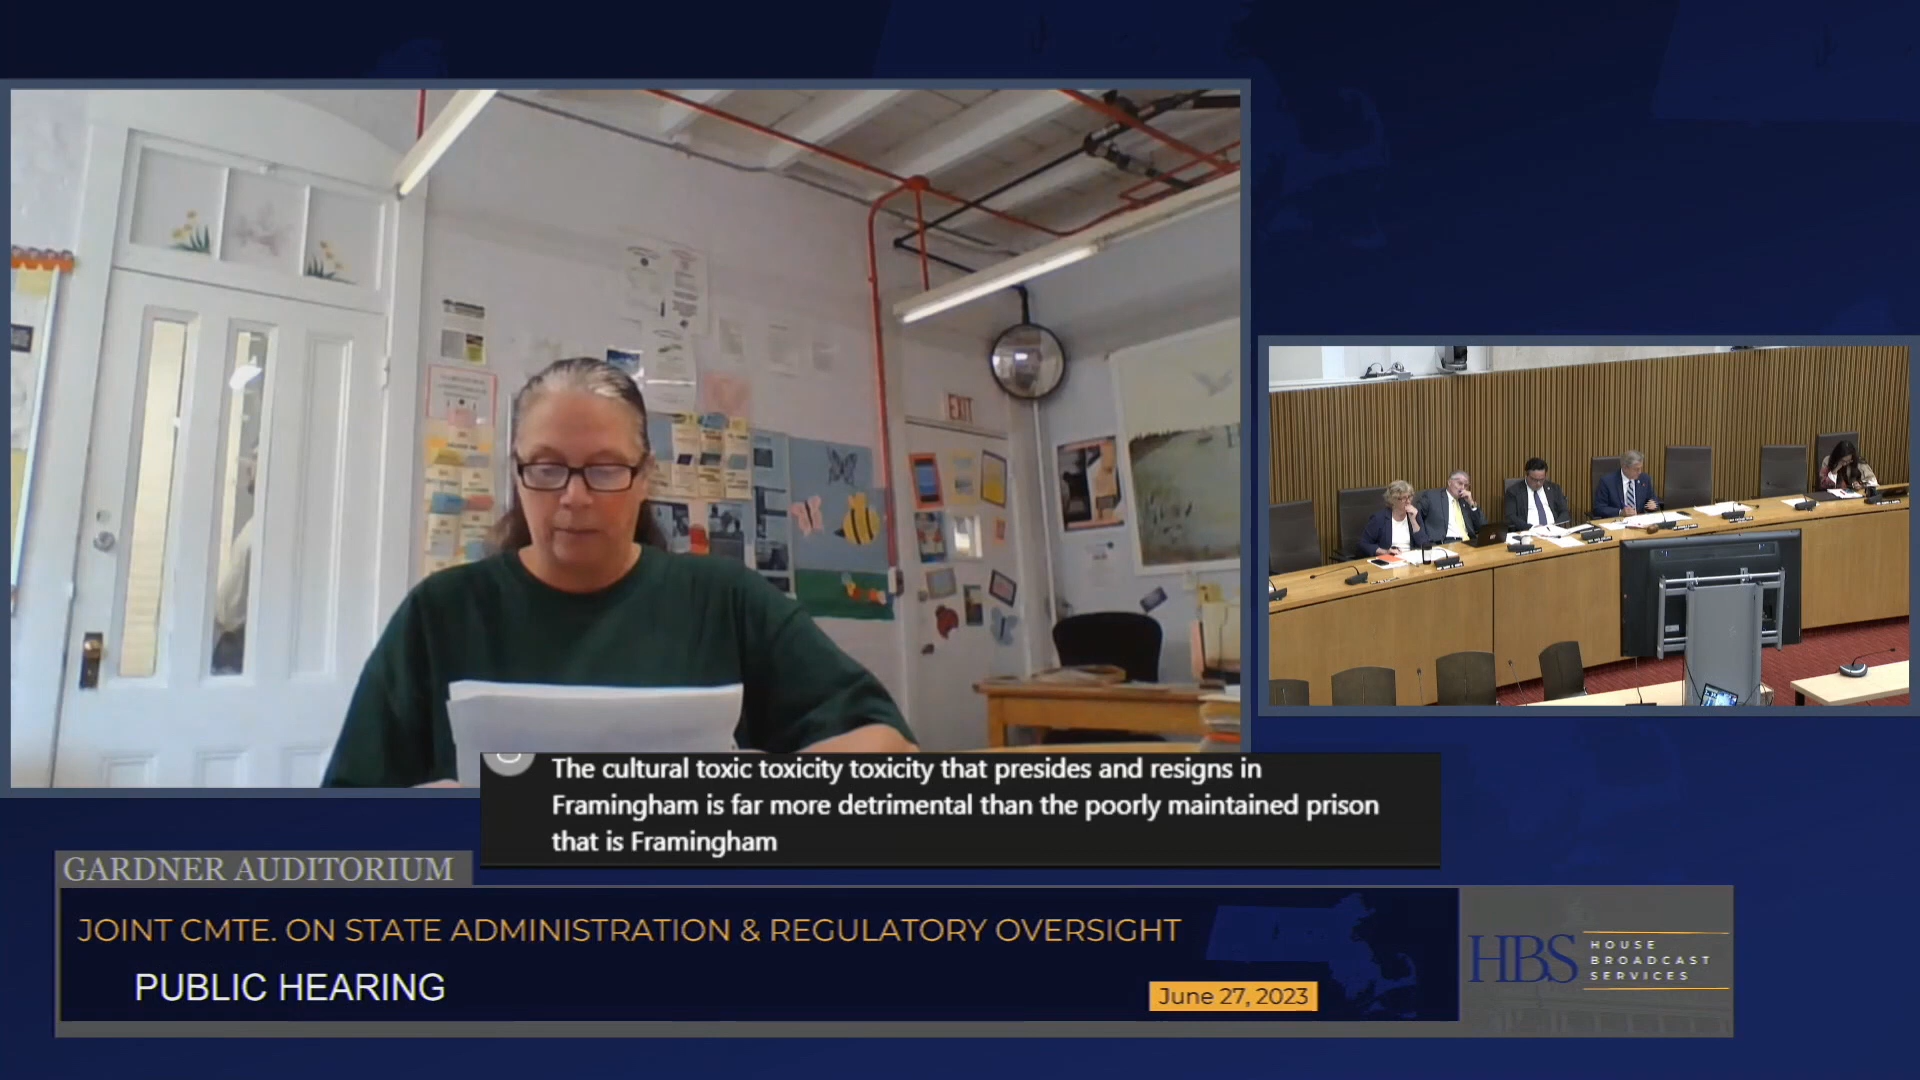 EXIT
The cultural toxic toxicity toxicity that presides and resigns in
Framingham is far more detrimental than the poorly maintained prison
that is Framingham
GARDNER AUDITORIUM
JOINT CMTE. ON STATE ADMINISTRATION & REGULATORY OVERSIGHT
PUBLIC HEARING
June 27, 2023
HBS
HOUSE
BROADCAST
SERVICES